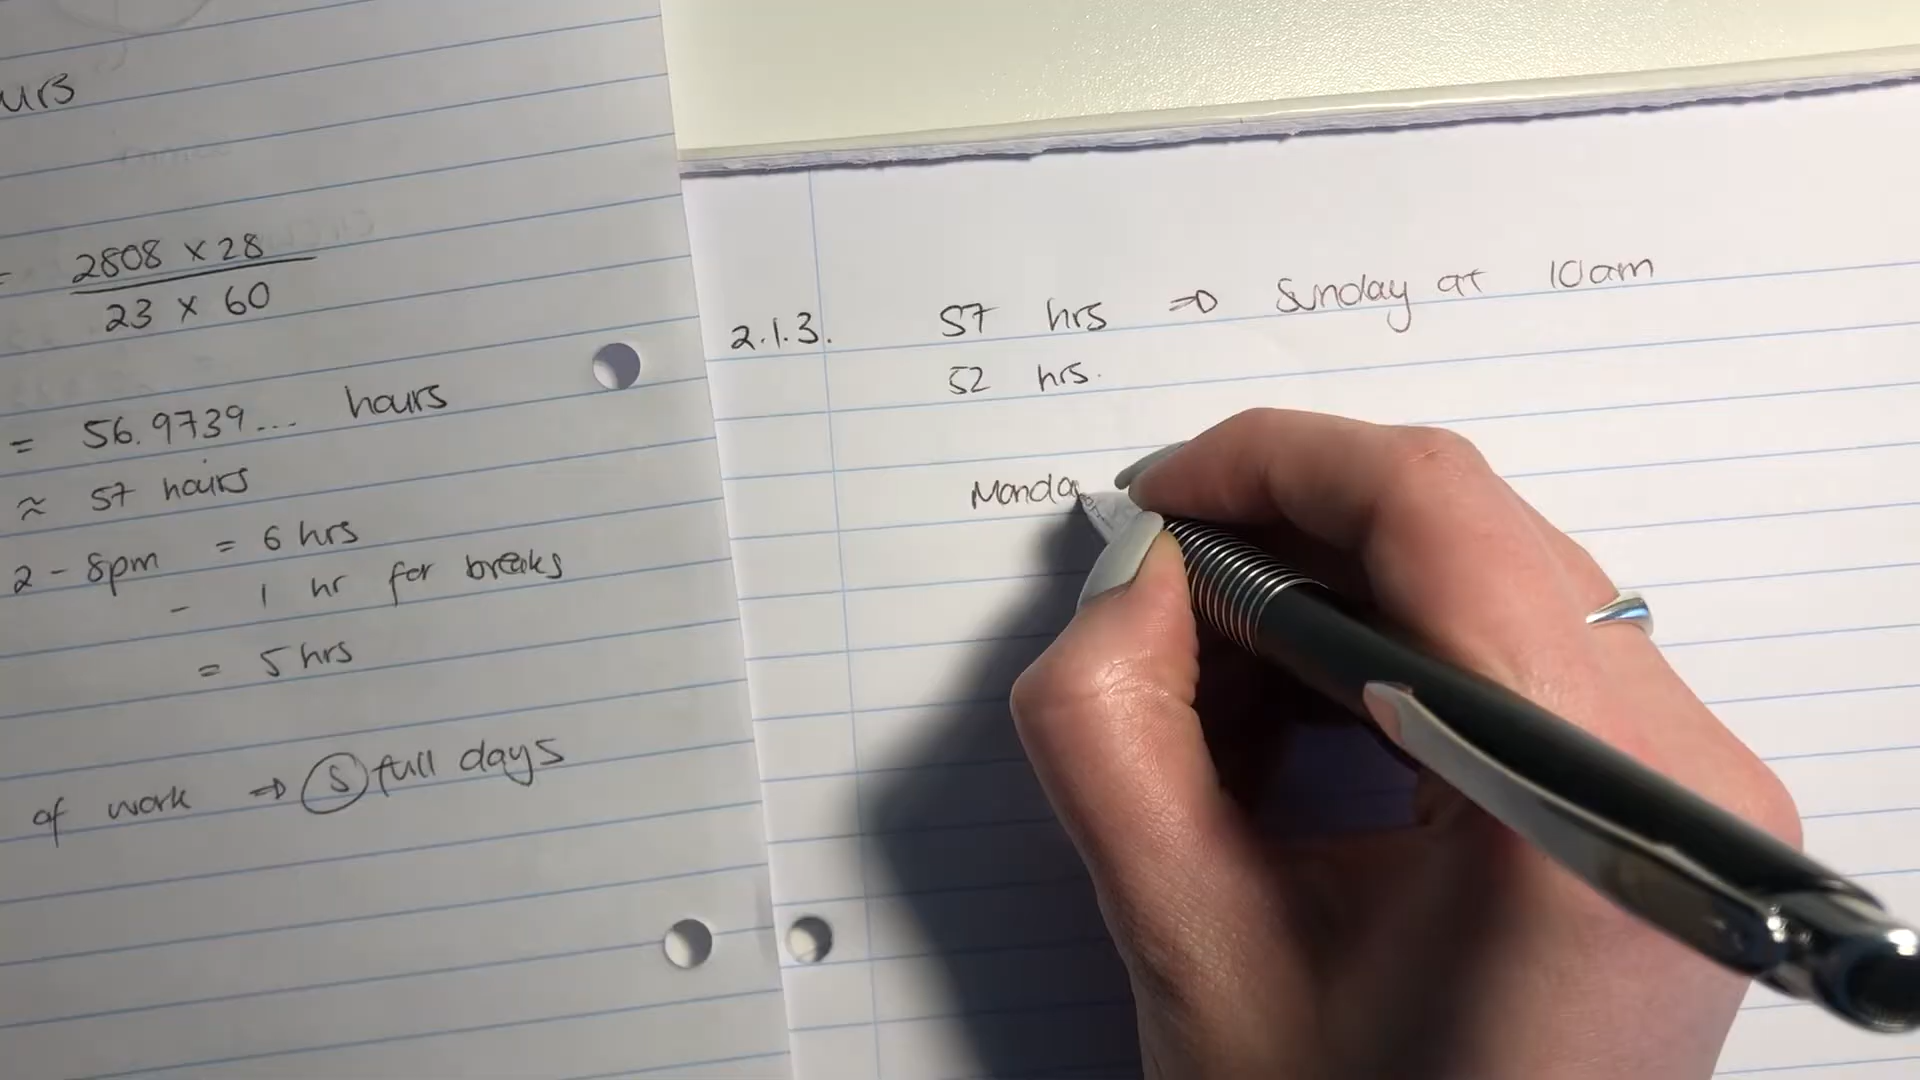 urs
= 2808 x 28
23 x 60
= 56.9739... hours
≈ 57 hours
2 - 8pm = 6 hrs
- 1 hr for breaks
= 5 hrs
of work ⇒ 5 full days
2.1.3. 57 hrs ⇒ Sunday at 10am
52 hrs.
Monday